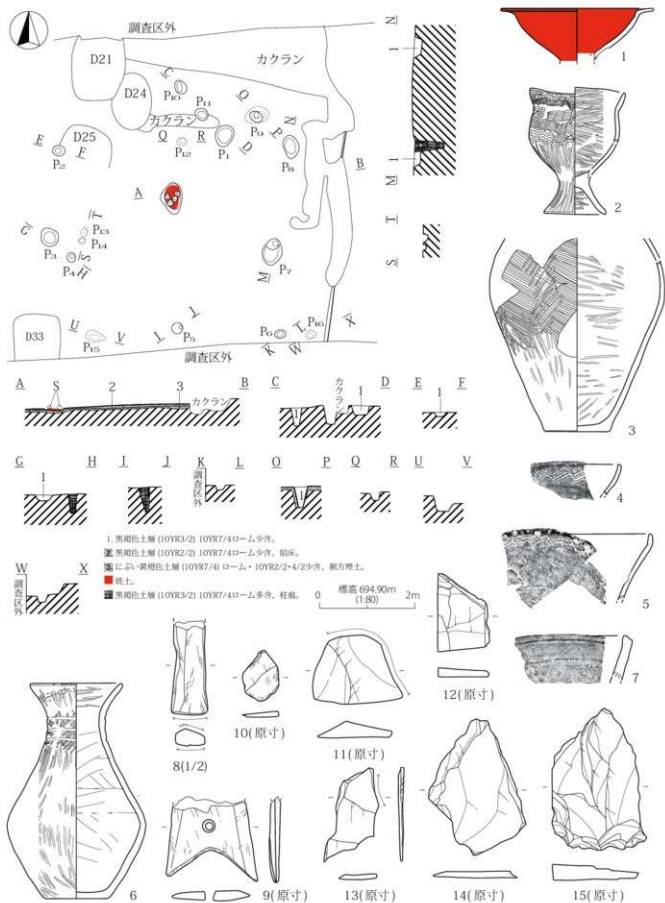 調査区外
N
D21
カクラン
1
1
D24
C
P10
P11
O
カクラン
P9
N
E
D25
F
P2
Q
R
P12
P1
D
P
P8
B
2
1
M
A
T
G
T
P13
P14
P3
S
P4
H
M
P7
S
3
D33
U
V
P15
I
J
P5
P6
L
P16
X
K
W
調査区外
A
S
2
3
カクラン
B
C
カクラン
1
D
E
F
1
1
4
G
H
I
J
K
L
O
P
Q
R
U
V
1
調査区外
1
5
1. 黒褐色土層 (10YR3/2) 10YR7/4ローム少含。
黒褐色土層 (10YR2/2) 10YR7/4ローム少含、貼床。
にぶい黄橙色土層 (10YR7/4) ローム・10YR2/2・4/2少含、掘方埋土。
焼土。
黒褐色土層 (10YR3/2) 10YR7/4ローム多含、柱痕。
W
X
調査区外
標高 694.90m
0
(1:80)
2m
7
12(原寸)
8(1/2)
10(原寸)
11(原寸)
6
9(原寸)
13(原寸)
14(原寸)
15(原寸)